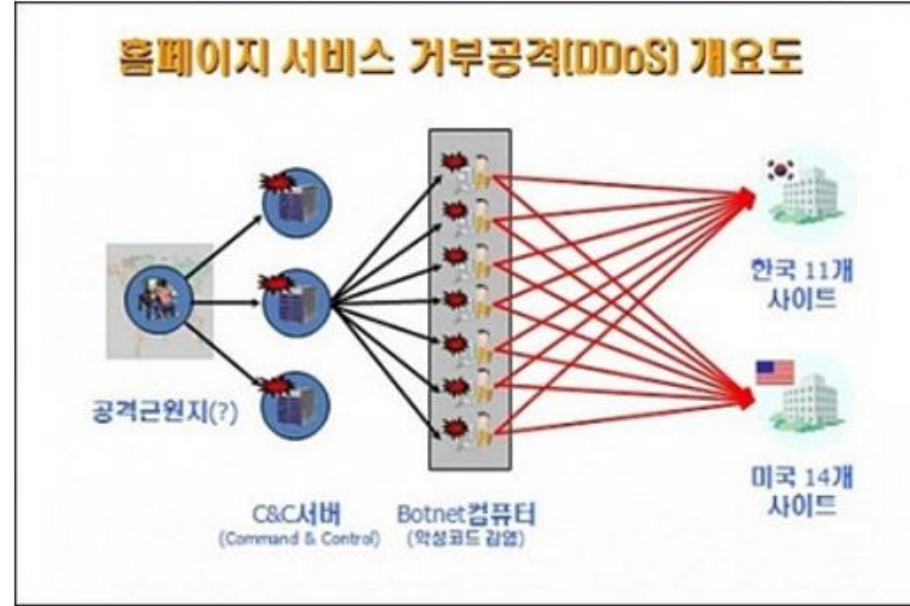 홈페이지 서비스 거부공격(DDoS) 개요도
한국 11개
사이트
공격근원지(?)
미국 14개
사이트
C&C서버
(Command & Control)
Botnet컴퓨터
(악성코드 감염)